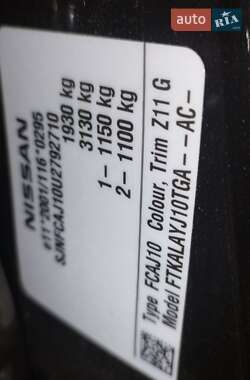 AUTO
RIA
.com
NISSAN
e11*2001/116*0295
SJNFCAJ10U2792710
1930 kg
3130 kg
1- 1150 kg
2- 1100 kg
Type FCAJ10 Colour, Trim Z11 G
Model FTKALAYJ10TGA---AC-